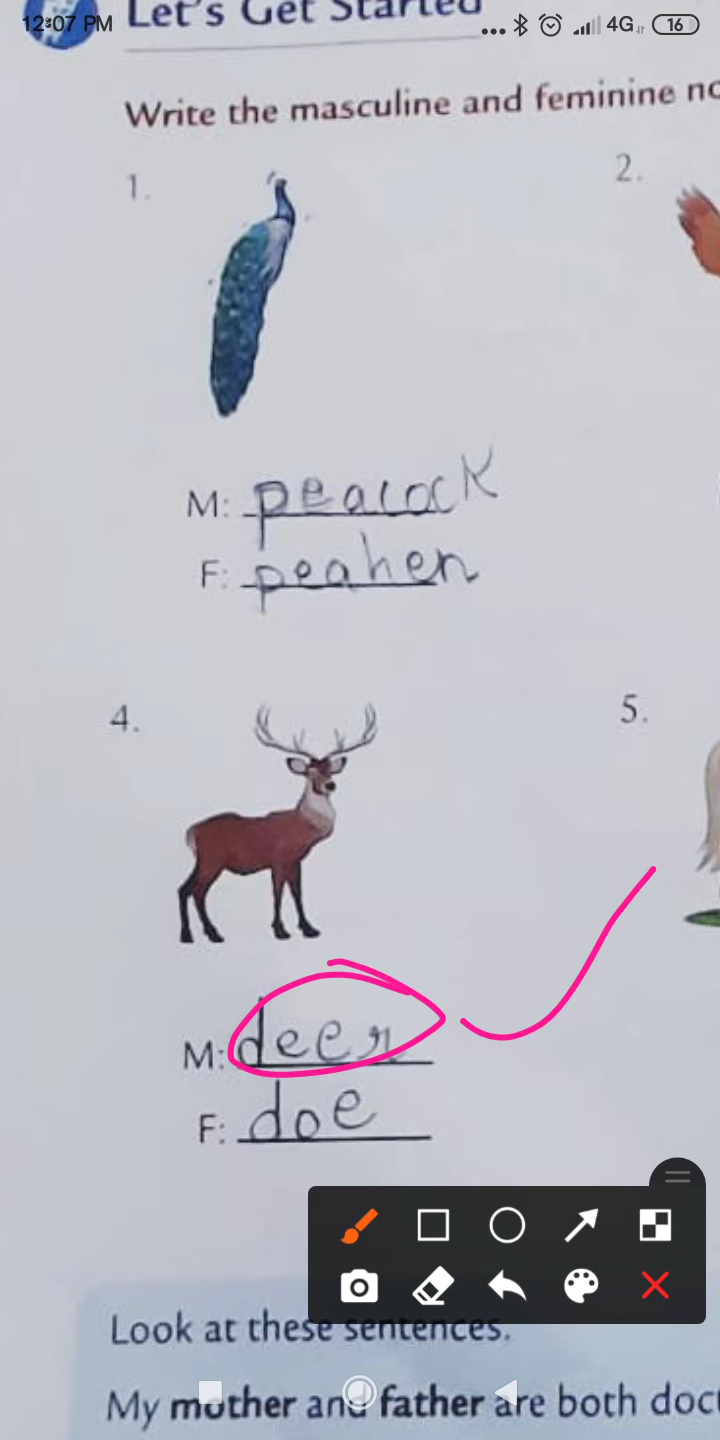 Let's Get Started
12:07 PM
4G
16
Write the masculine and feminine no
1.
2.
M: peacock
F: peahen
4.
5.
M: deer
F: doe
Look at these sentences.
My mother and father are both doct